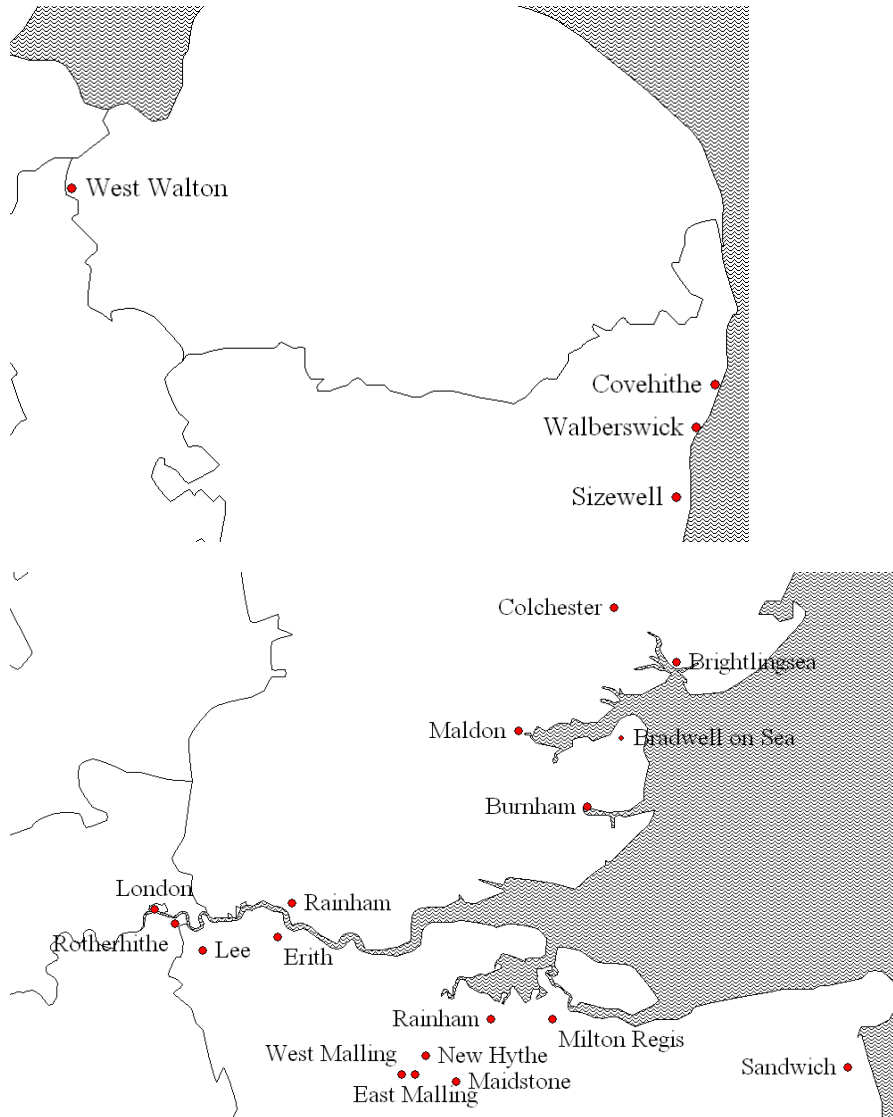 West Walton
Covehithe
Walberswick
Sizewell
Colchester
Brightlingsea
Maldon
Bradwell on Sea
Burnham
London
Rainham
Rotherhithe
Lee
Erith
Rainham
Milton Regis
West Malling
New Hythe
Sandwich
East Malling
Maidstone